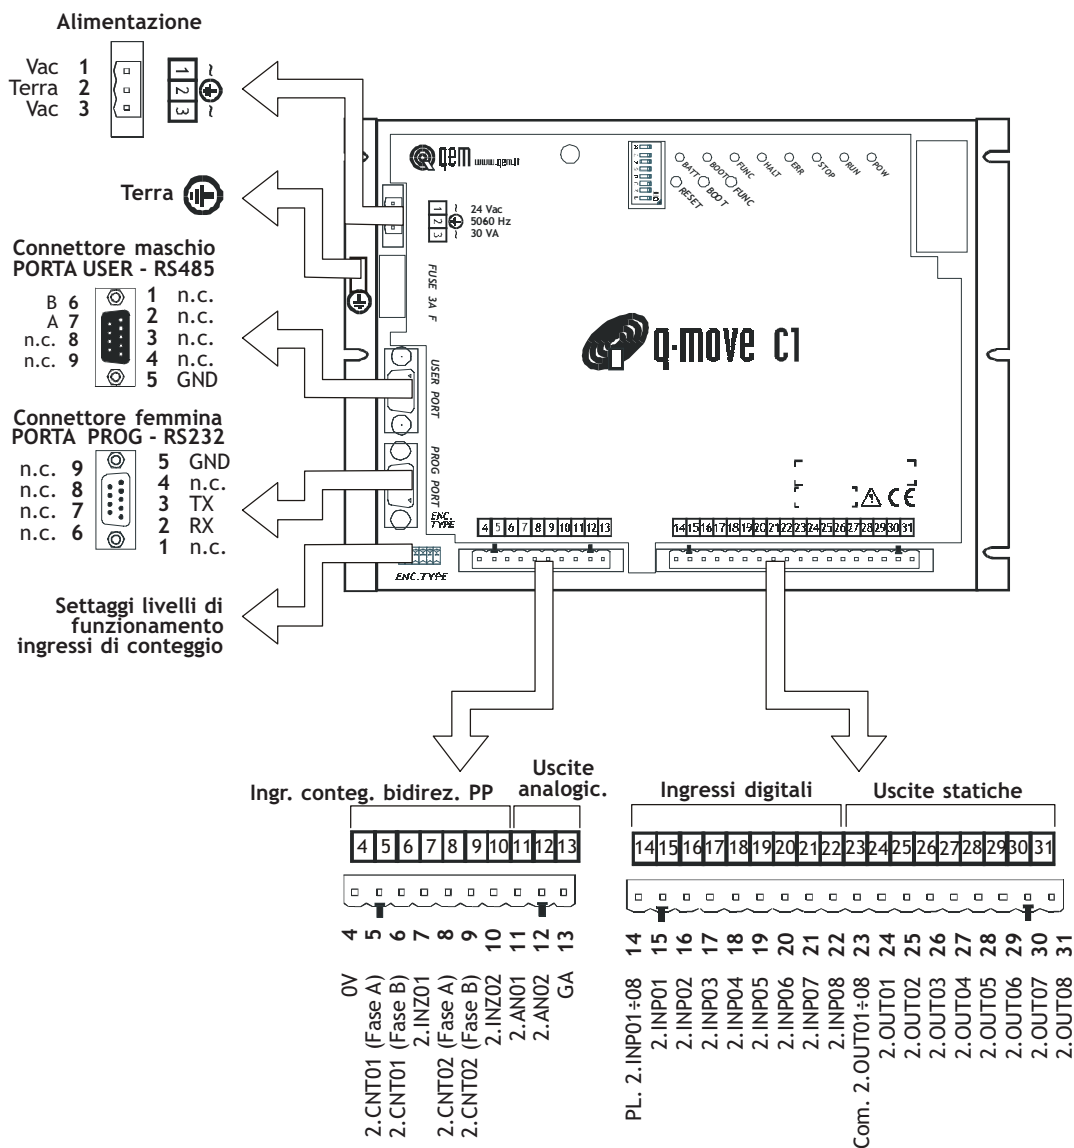 Alimentazione
Vac 1
Terra 2
Vac 3
1 ~
2
3 ~
Terra
Connettore maschio
PORTA USER - RS485
B 6
A 7
n.c. 8
n.c. 9
1 n.c.
2 n.c.
3 n.c.
4 n.c.
5 GND
Connettore femmina
PORTA PROG - RS232
n.c. 9
n.c. 8
n.c. 7
n.c. 6
5 GND
4 n.c.
3 TX
2 RX
1 n.c.
Settaggi livelli di
funzionamento
ingressi di conteggio
qem
1 ~ 24 Vac
2 5060 Hz
3 ~ 30 VA
FUSE 3A F
USER PORT
PROG PORT
ENC.
TYPE
ENC.TYPE
BATT BOOT FUNC HALT ERR STOP RUN POW
RESET BOOT FUNC
q-move C1
CE
4 5 6 7 8 9 10 11 12 13
14 15 16 17 18 19 20 21 22 23 24 25 26 27 28 29 30 31
Ingr. conteg. bidirez. PP
Uscite
analogic.
4 5 6 7 8 9 10 11 12 13
4 0V
5 2.CNT01 (Fase A)
6 2.CNT01 (Fase B)
7 2.INZ01
8 2.CNT02 (Fase A)
9 2.CNT02 (Fase B)
10 2.INZ02
11 2.AN01
12 2.AN02
13 GA
Ingressi digitali
Uscite statiche
14 15 16 17 18 19 20 21 22 23 24 25 26 27 28 29 30 31
14 PL. 2.INP01÷08
15 2.INP01
16 2.INP02
17 2.INP03
18 2.INP04
19 2.INP05
20 2.INP06
21 2.INP07
22 2.INP08
23 Com. 2.OUT01÷08
24 2.OUT01
25 2.OUT02
26 2.OUT03
27 2.OUT04
28 2.OUT05
29 2.OUT06
30 2.OUT07
31 2.OUT08